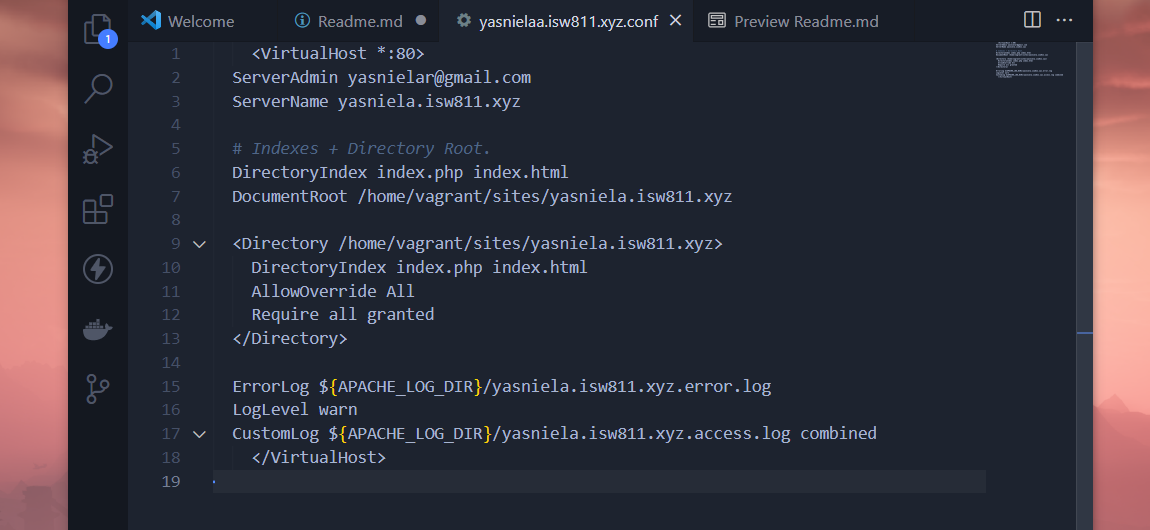 Welcome
Readme.md
yasnielaa.isw811.xyz.conf
Preview Readme.md
1
1 <VirtualHost *:80>
2 ServerAdmin yasnielar@gmail.com
3 ServerName yasniela.isw811.xyz
4
5 # Indexes + Directory Root.
6 DirectoryIndex index.php index.html
7 DocumentRoot /home/vagrant/sites/yasniela.isw811.xyz
8
9 <Directory /home/vagrant/sites/yasniela.isw811.xyz>
10 DirectoryIndex index.php index.html
11 AllowOverride All
12 Require all granted
13 </Directory>
14
15 ErrorLog ${APACHE_LOG_DIR}/yasniela.isw811.xyz.error.log
16 LogLevel warn
17 CustomLog ${APACHE_LOG_DIR}/yasniela.isw811.xyz.access.log combined
18 </VirtualHost>
19